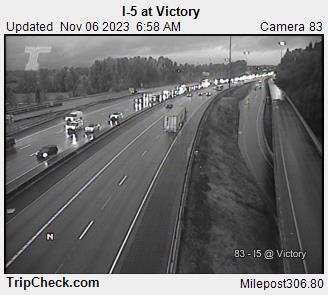 I-5 at Victory
Updated Nov 06 2023 6:58 AM Camera 83
N
83 - I5 @ Victory
TripCheck.com Milepost306.80